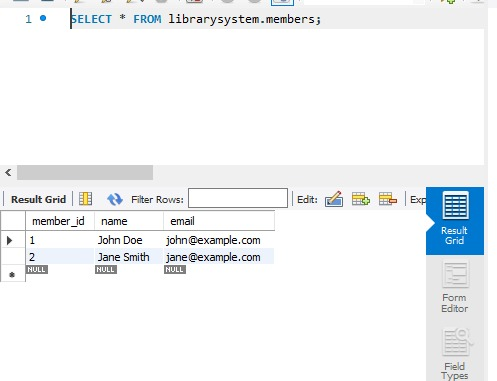 1 SELECT * FROM librarysystem.members;
Result Grid Filter Rows: Edit: Exp
member_id name email
1 John Doe john@example.com
2 Jane Smith jane@example.com
NULL NULL NULL
Result
Grid
Form
Editor
Field
Types